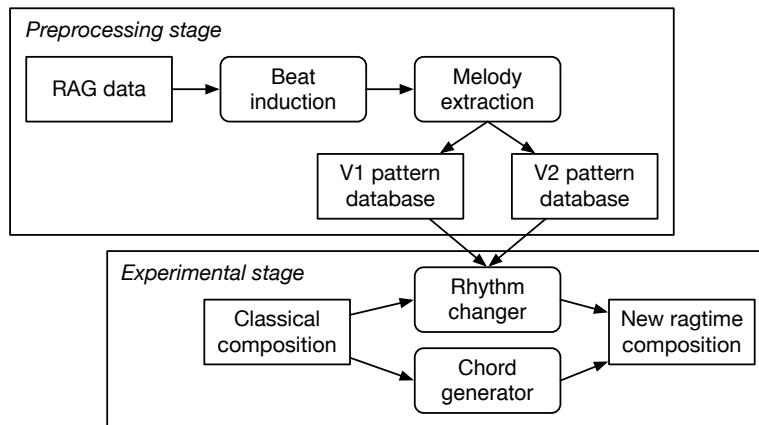 Preprocessing stage
RAG data
Beat
induction
Melody
extraction
V1 pattern
database
V2 pattern
database
Experimental stage
Classical
composition
Rhythm
changer
Chord
generator
New ragtime
composition